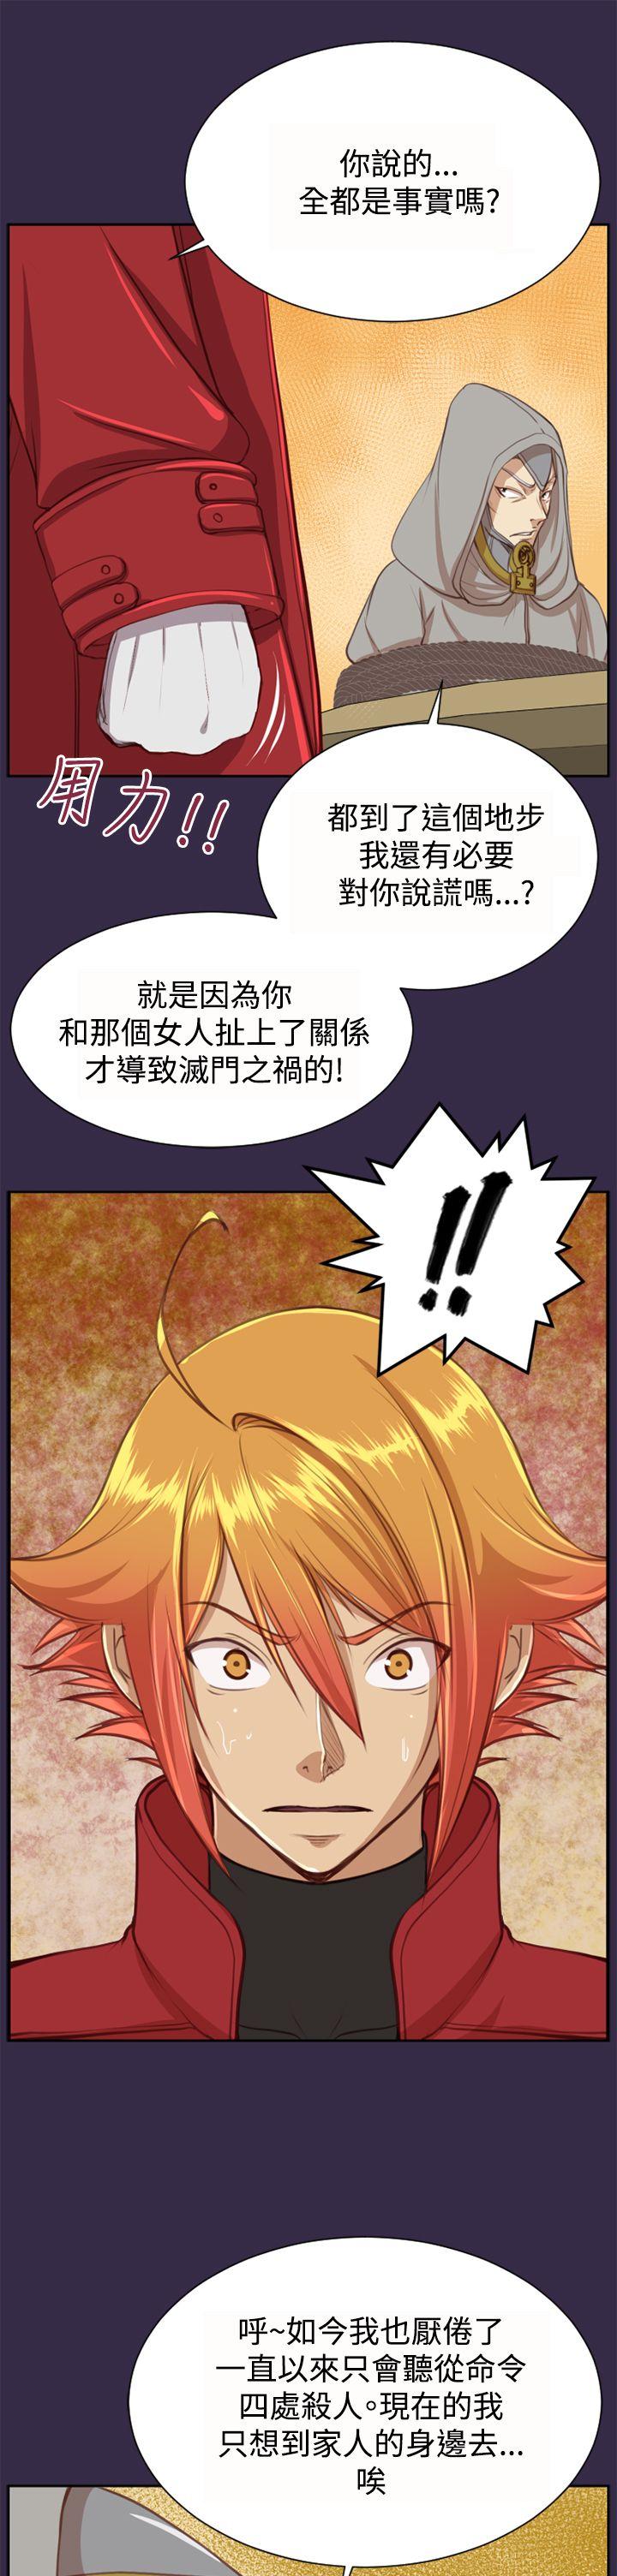 你說的...
全都是事實嗎?
用力!!
都到了這個地步
我還有必要
對你說謊嗎...?
就是因為你
和那個女人扯上了關係
才導致滅門之禍的!
!!
呼~如今我也厭倦了
一直以來只會聽從命令
四處殺人。現在的我
只想到家人的身邊去...
唉